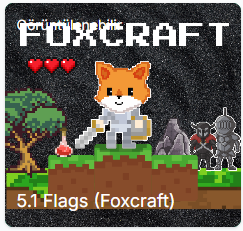 Görüntülenebilir
FOXCRAFT
5.1 Flags (Foxcraft)